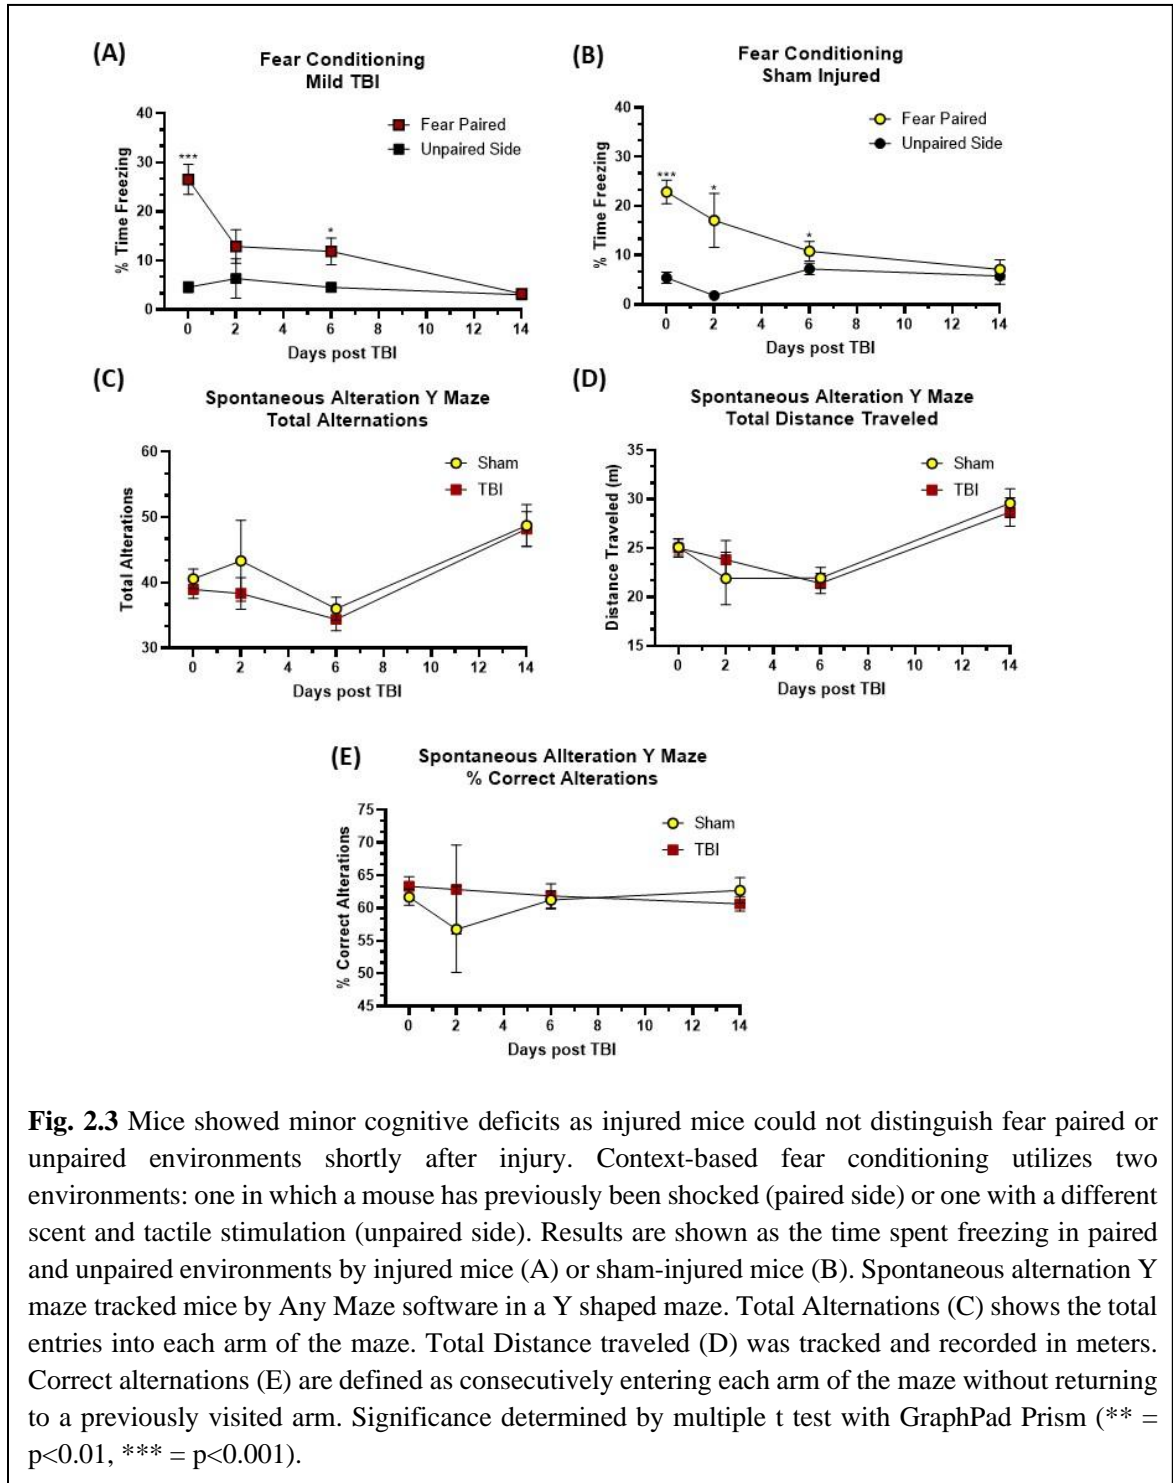 (A)
Fear Conditioning
Mild TBI
% Time Freezing
40
30
20
10
0
***
*
Fear Paired
Unpaired Side
0 2 4 6 8 10 12 14
Days post TBI
(B)
Fear Conditioning
Sham Injured
% Time Freezing
40
30
20
10
0
***
*
*
Fear Paired
Unpaired Side
0 2 4 6 8 10 12 14
Days post TBI
(C)
Spontaneous Alteration Y Maze
Total Alternations
Total Alterations
60
50
40
30
Sham
TBI
0 2 4 6 8 10 12 14
Days post TBI
(D)
Spontaneous Alteration Y Maze
Total Distance Traveled
Distance Traveled (m)
35
30
25
20
15
Sham
TBI
0 2 4 6 8 10 12 14
Days post TBI
(E)
Spontaneous Allteration Y Maze
% Correct Alterations
% Correct Alterations
75
70
65
60
55
50
45
Sham
TBI
0 2 4 6 8 10 12 14
Days post TBI
Fig. 2.3 Mice showed minor cognitive deficits as injured mice could not distinguish fear paired or
unpaired environments shortly after injury. Context-based fear conditioning utilizes two
environments: one in which a mouse has previously been shocked (paired side) or one with a different
scent and tactile stimulation (unpaired side). Results are shown as the time spent freezing in paired
and unpaired environments by injured mice (A) or sham-injured mice (B). Spontaneous alternation Y
maze tracked mice by Any Maze software in a Y shaped maze. Total Alternations (C) shows the total
entries into each arm of the maze. Total Distance traveled (D) was tracked and recorded in meters.
Correct alternations (E) are defined as consecutively entering each arm of the maze without returning
to a previously visited arm. Significance determined by multiple t test with GraphPad Prism (** =
p<0.01, *** = p<0.001).